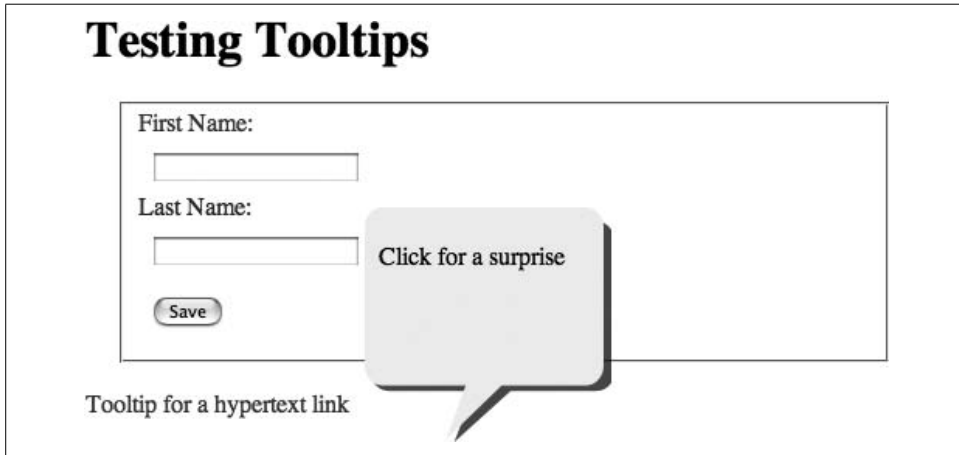 Testing Tooltips
First Name:
Last Name:
Click for a surprise
Save
Tooltip for a hypertext link